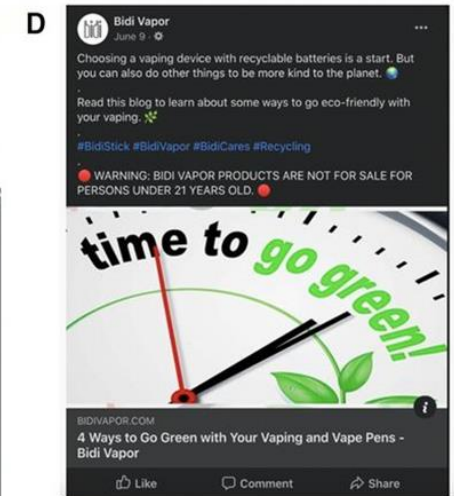 D
bidi
Bidi Vapor
June 9 ·
Choosing a vaping device with recyclable batteries is a start. But
you can also do other things to be more kind to the planet. 🌏
.
Read this blog to learn about some ways to go eco-friendly with
your vaping. 🌿
.
#BidiStick #BidiVapor #BidiCares #Recycling
.
🔴 WARNING: BIDI VAPOR PRODUCTS ARE NOT FOR SALE FOR
PERSONS UNDER 21 YEARS OLD. 🔴
time to go green!
i
BIDIVAPOR.COM
4 Ways to Go Green with Your Vaping and Vape Pens -
Bidi Vapor
Like Comment Share